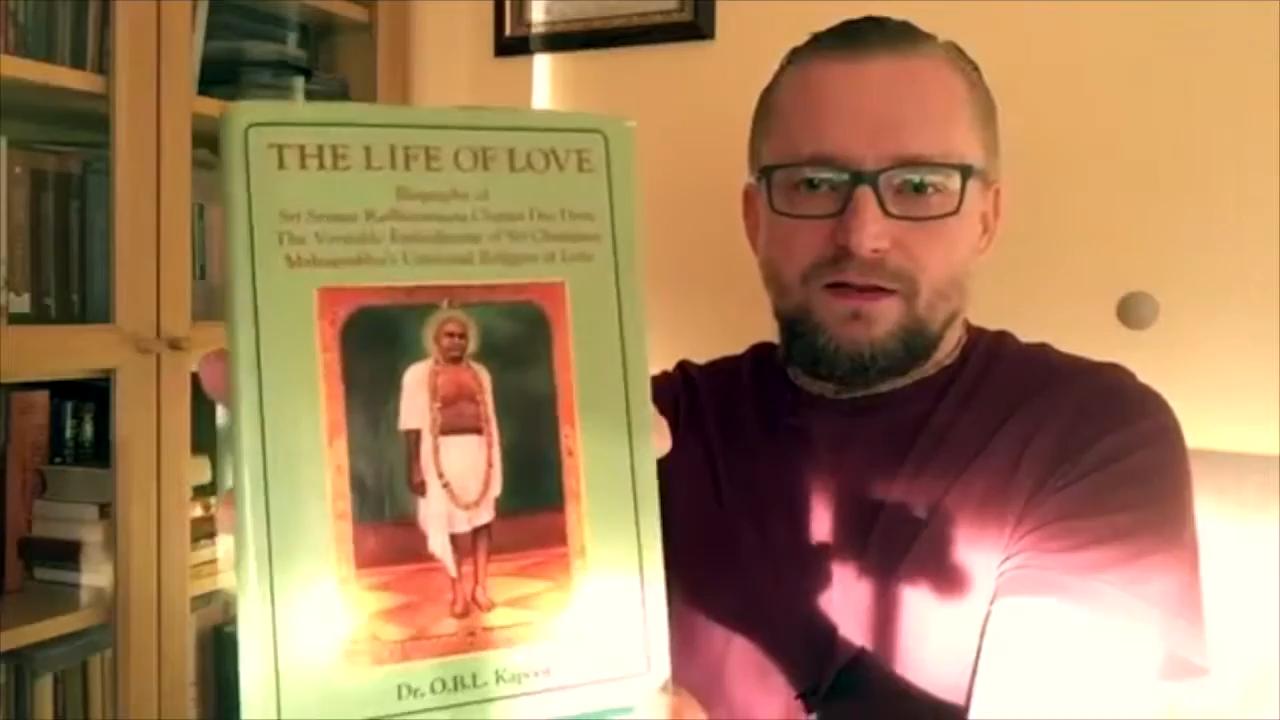 THE LIFE OF LOVE
Biography of
Sri Srimat Radharamana Charan Das Deva
The Veritable Embodiment of Sri Chaitanya
Mahaprabhu's Universal Religion of Love
Dr. O.B.L. Kapoor